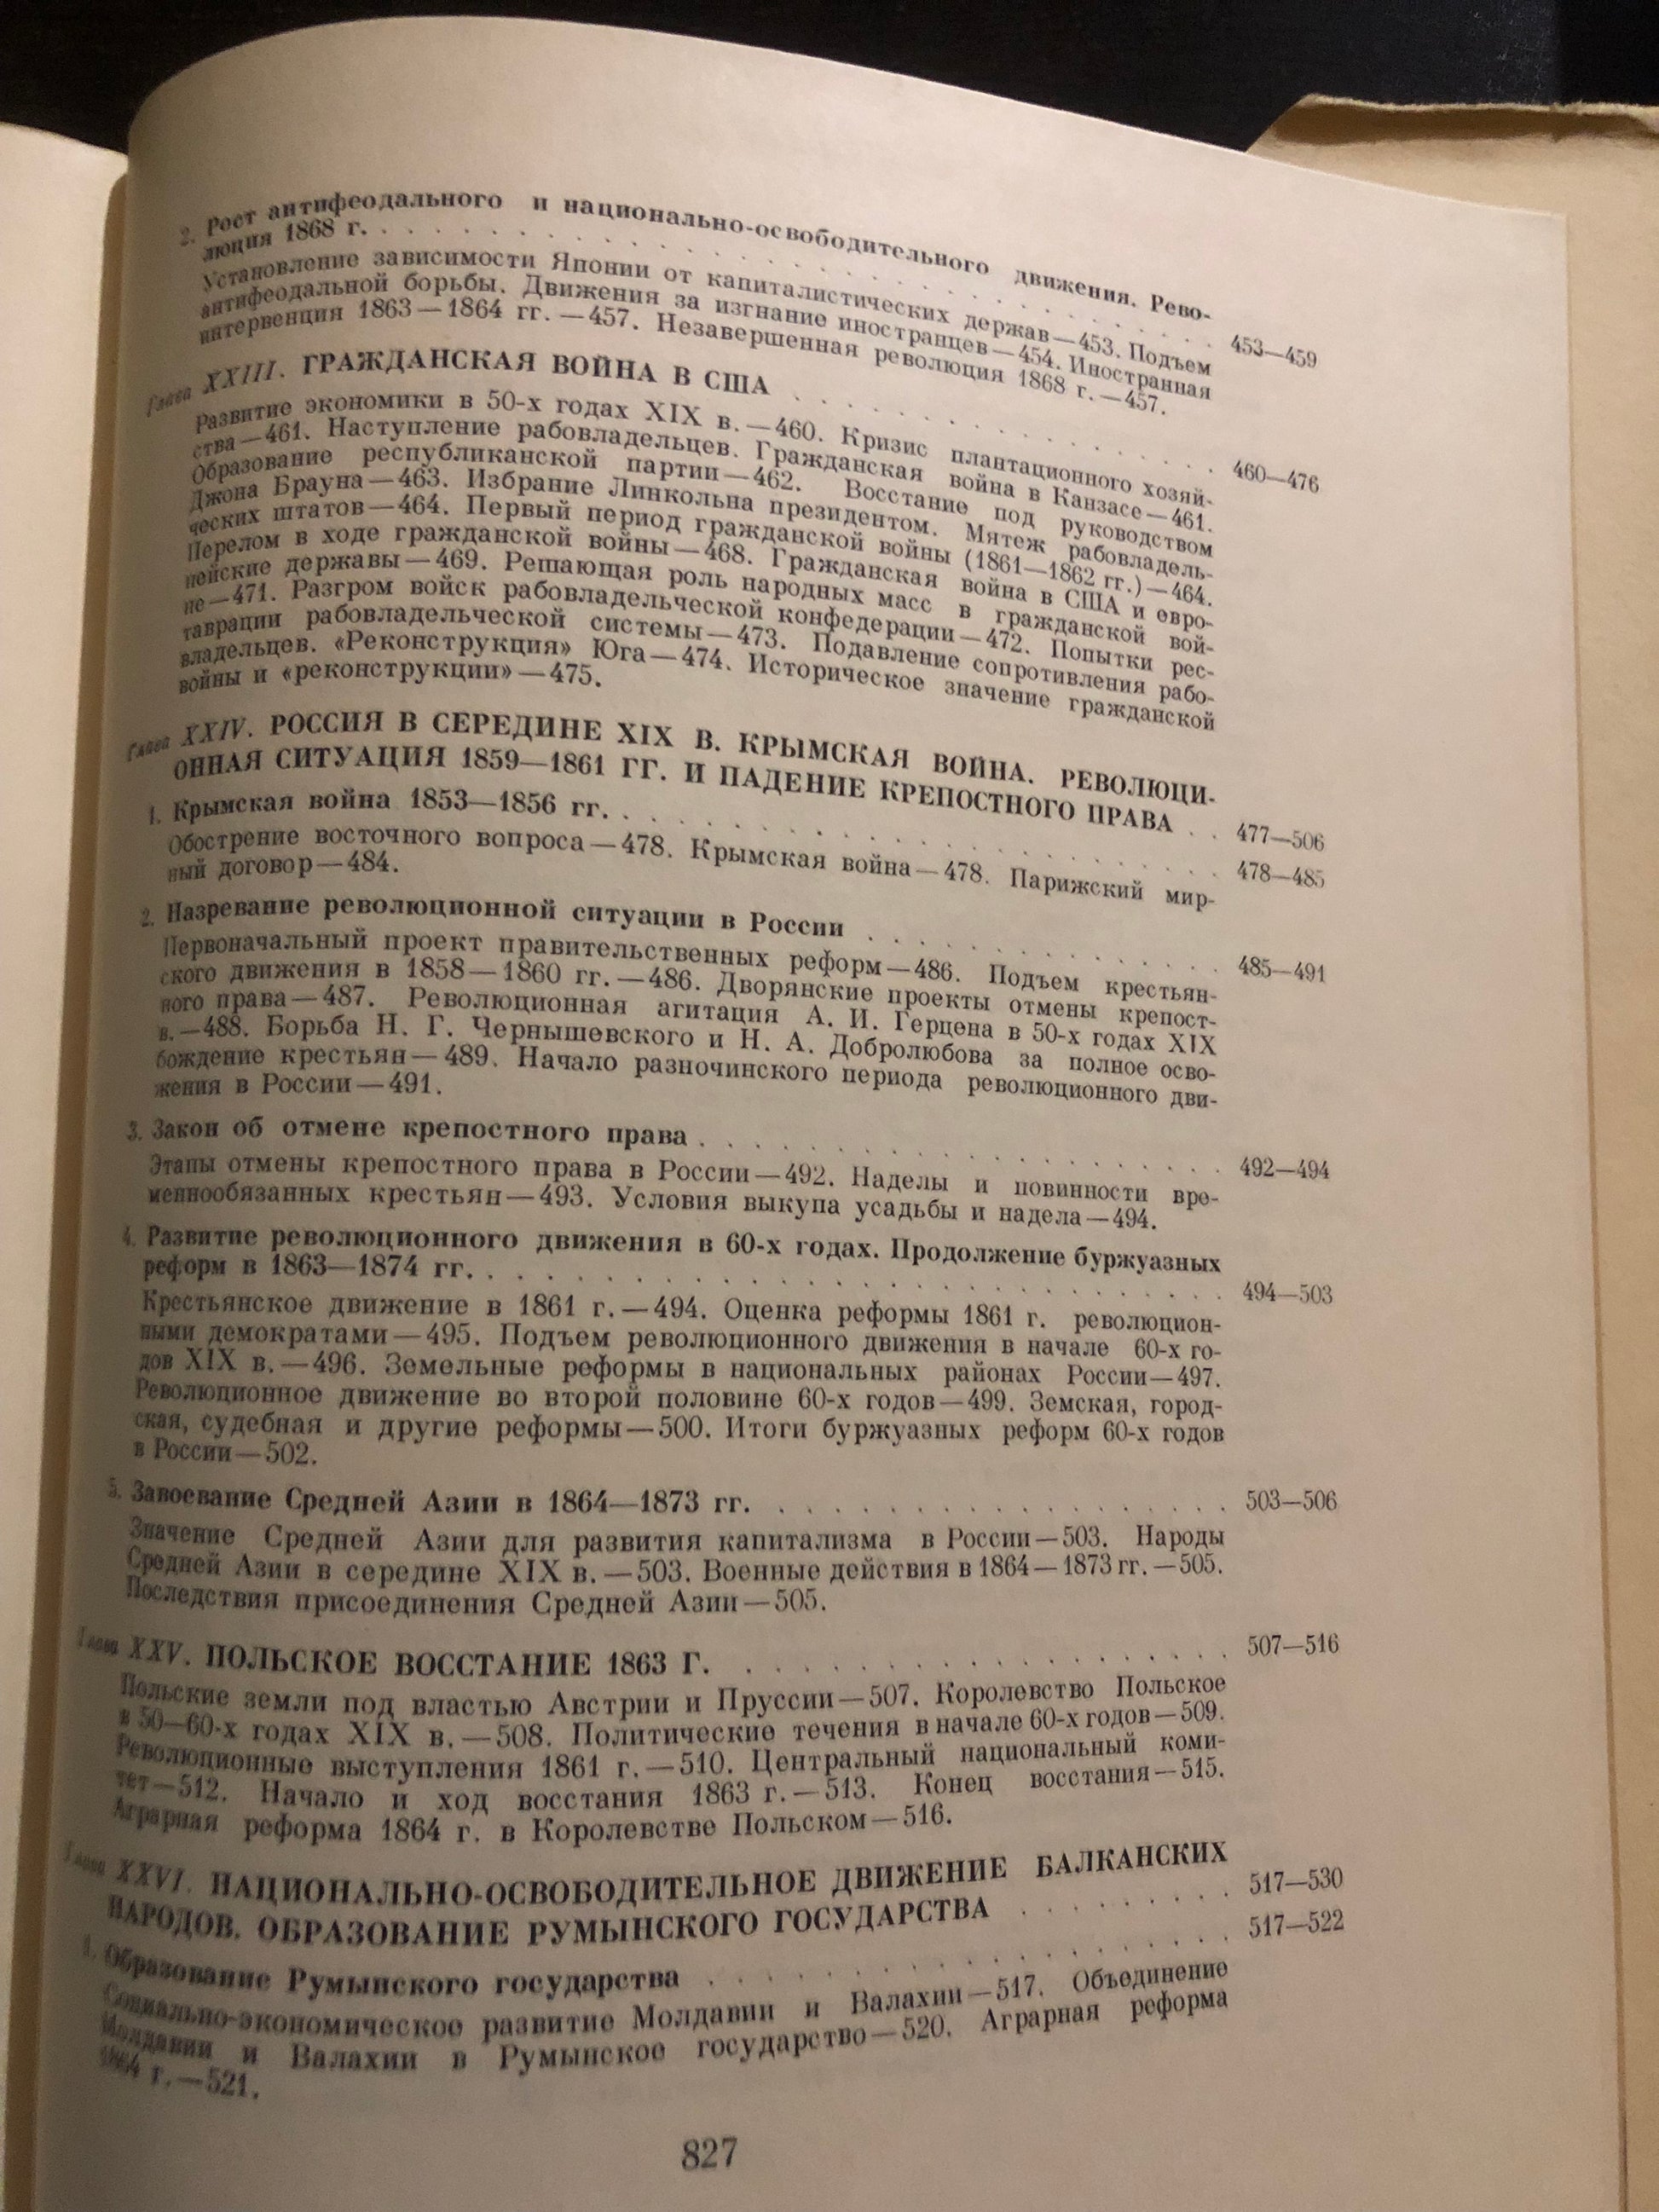 2. Рост антифеодального и национально-освободительного движения. Рево-
люция 1868 г. . . . . . . . . . . . . . . . . . . . . 453—459
Установление зависимости Японии от капиталистических держав—453. Подъем
антифеодальной борьбы. Движения за изгнание иностранцев—454. Иностранная
интервенция 1863—1864 гг.—457. Незавершенная революция 1868 г.—457.
Глава XXIII. ГРАЖДАНСКАЯ ВОЙНА В США . . . . . . . . . . . . . 460—476
Развитие экономики в 50-х годах XIX в.—460. Кризис плантационного хозяй-
ства—461. Наступление рабовладельцев. Гражданская война в Канзасе—461.
Образование республиканской партии—462. Восстание под руководством
Джона Брауна—463. Избрание Линкольна президентом. Мятеж рабовладель-
ческих штатов—464. Первый период гражданской войны (1861—1862 гг.)—464.
Перелом в ходе гражданской войны—468. Гражданская война в США и евро-
пейские державы—469. Решающая роль народных масс в гражданской вой-
не—471. Разгром войск рабовладельческой конфедерации—472. Попытки рес-
таврации рабовладельческой системы—473. Подавление сопротивления рабо-
владельцев. «Реконструкция» Юга—474. Историческое значение гражданской
войны и «реконструкции»—475.
Глава XXIV. РОССИЯ В СЕРЕДИНЕ XIX В. КРЫМСКАЯ ВОЙНА. РЕВОЛЮЦИ-
ОННАЯ СИТУАЦИЯ 1859—1861 ГГ. И ПАДЕНИЕ КРЕПОСТНОГО ПРАВА . . 477—506
1. Крымская война 1853—1856 гг. . . . . . . . . . . . . . . . 478—485
Обострение восточного вопроса—478. Крымская война—478. Парижский мир-
ный договор—484.
2. Назревание революционной ситуации в России . . . . . . . . . . 485—491
Первоначальный проект правительственных реформ—486. Подъем крестьян-
ского движения в 1858—1860 гг.—486. Дворянские проекты отмены крепост-
ного права—487. Революционная агитация А. И. Герцена в 50-х годах XIX
в.—488. Борьба Н. Г. Чернышевского и Н. А. Добролюбова за полное осво-
бождение крестьян—489. Начало разночинского периода революционного дви-
жения в России—491.
3. Закон об отмене крепостного права . . . . . . . . . . . . . . 492—494
Этапы отмены крепостного права в России—492. Наделы и повинности вре-
меннообязанных крестьян—493. Условия выкупа усадьбы и надела—494.
4. Развитие революционного движения в 60-х годах. Продолжение буржуазных
реформ в 1863—1874 гг. . . . . . . . . . . . . . . . . . . . 494—503
Крестьянское движение в 1861 г.—494. Оценка реформы 1861 г. революцион-
ными демократами—495. Подъем революционного движения в начале 60-х го-
дов XIX в.—496. Земельные реформы в национальных районах России—497.
Революционное движение во второй половине 60-х годов—499. Земская, город-
ская, судебная и другие реформы—500. Итоги буржуазных реформ 60-х годов
в России—502.
5. Завоевание Средней Азии в 1864—1873 гг. . . . . . . . . . . . . 503—506
Значение Средней Азии для развития капитализма в России—503. Народы
Средней Азии в середине XIX в.—503. Военные действия в 1864—1873 гг.—505.
Последствия присоединения Средней Азии—505.
Глава XXV. ПОЛЬСКОЕ ВОССТАНИЕ 1863 Г. . . . . . . . . . . . . . 507—516
Польские земли под властью Австрии и Пруссии—507. Королевство Польское
в 50—60-х годах XIX в.—508. Политические течения в начале 60-х годов—509.
Революционные выступления 1861 г.—510. Центральный национальный коми-
тет—512. Начало и ход восстания 1863 г.—513. Конец восстания—515.
Аграрная реформа 1864 г. в Королевстве Польском—516.
Глава XXVI. НАЦИОНАЛЬНО-ОСВОБОДИТЕЛЬНОЕ ДВИЖЕНИЕ БАЛКАНСКИХ
НАРОДОВ. ОБРАЗОВАНИЕ РУМЫНСКОГО ГОСУДАРСТВА . . . . . . . 517—530
1. Образование Румынского государства . . . . . . . . . . . . . 517—522
Социально-экономическое развитие Молдавии и Валахии—517. Объединение
Молдавии и Валахии в Румынское государство—520. Аграрная реформа
1864 г.—521.
827